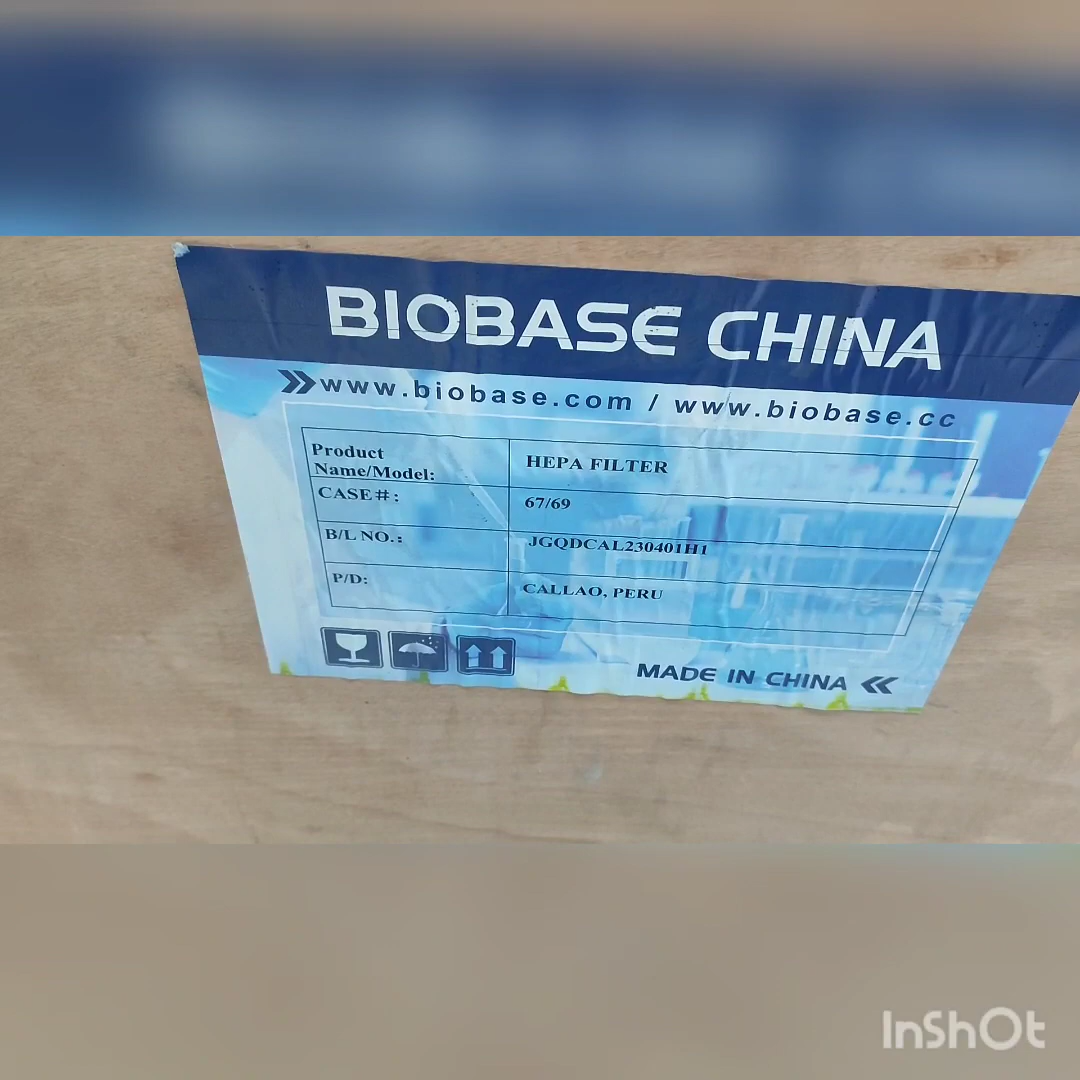 BIOBASE CHINA
www.biobase.com / www.biobase.cc
Product
Name/Model: HEPA FILTER
CASE#: 67/69
B/L NO.: JGQDCAL230401H1
P/D: CALLAO, PERU
MADE IN CHINA
InShOt